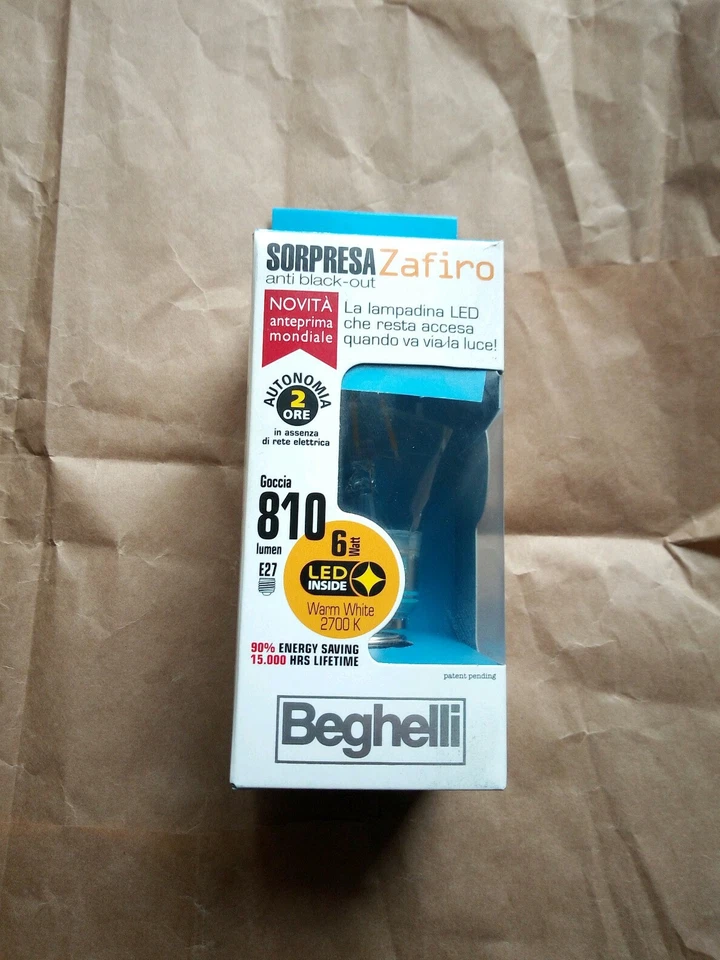 SORPRESA Zafiro
anti black-out
NOVITÀ
anteprima
mondiale
La lampadina LED
che resta accesa
quando va via la luce!
AUTONOMIA
2
ORE
in assenza
di rete elettrica
Goccia
810
lumen
6 Watt
E27
LED
INSIDE
Warm White
2700 K
90% ENERGY SAVING
15.000 HRS LIFETIME
patent pending
Beghelli